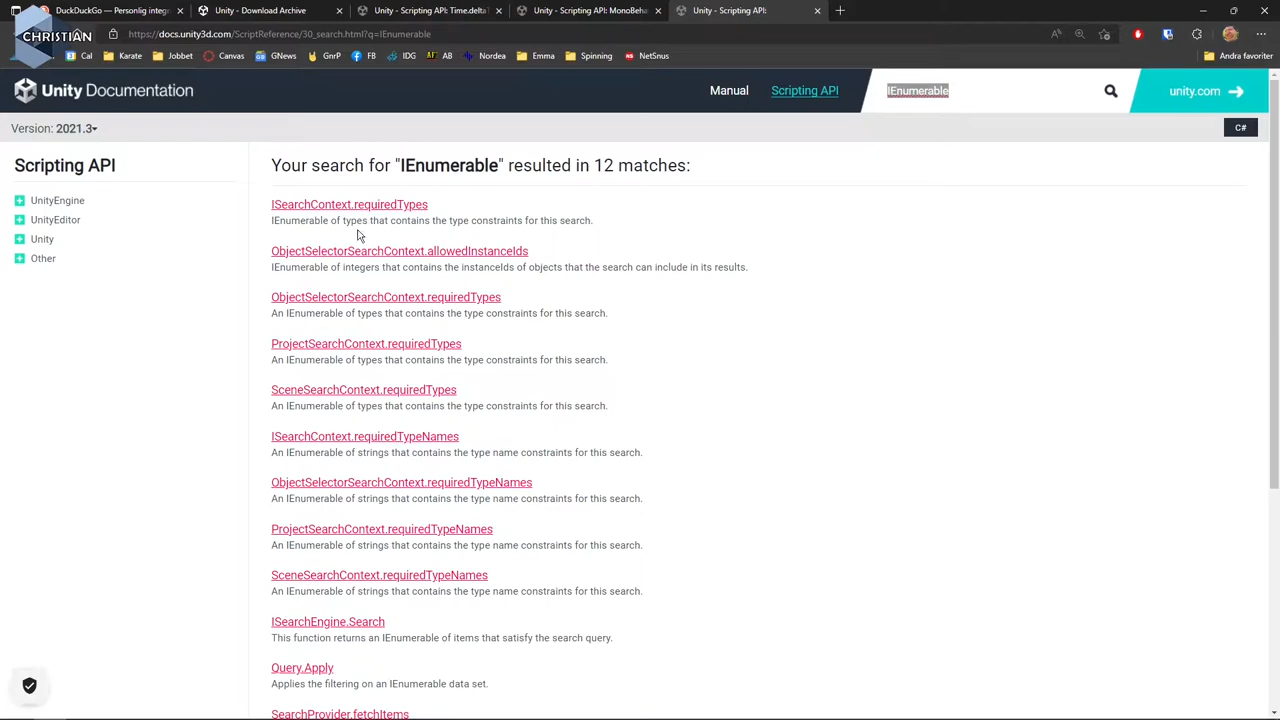 DuckDuckGo — Personlig integr
Unity - Download Archive
Unity - Scripting API: Time.delta
Unity - Scripting API: MonoBeha
Unity - Scripting API:
CHRISTIAN
https://docs.unity3d.com/ScriptReference/30_search.html?q=IEnumerable
Cal Karate Goodhome Jottacloud Canvas GNews GnP FB IDG AB Nordea Emma Spinning NetSnus Andra favoriter
Unity Documentation
Manual Scripting API IEnumerable unity.com
Version: 2021.3
C#
Scripting API
UnityEngine
UnityEditor
Unity
Other
Your search for "IEnumerable" resulted in 12 matches:
ISearchContext.requiredTypes
IEnumerable of types that contains the type constraints for this search.
ObjectSelectorSearchContext.allowedInstanceIds
IEnumerable of integers that contains the instanceIds of objects that the search can include in its results.
ObjectSelectorSearchContext.requiredTypes
An IEnumerable of types that contains the type constraints for this search.
ProjectSearchContext.requiredTypes
An IEnumerable of types that contains the type constraints for this search.
SceneSearchContext.requiredTypes
An IEnumerable of types that contains the type constraints for this search.
ISearchContext.requiredTypeNames
An IEnumerable of strings that contains the type name constraints for this search.
ObjectSelectorSearchContext.requiredTypeNames
An IEnumerable of strings that contains the type name constraints for this search.
ProjectSearchContext.requiredTypeNames
An IEnumerable of strings that contains the type name constraints for this search.
SceneSearchContext.requiredTypeNames
An IEnumerable of strings that contains the type name constraints for this search.
ISearchEngine.Search
This function returns an IEnumerable of items that satisfy the search query.
Query.Apply
Applies the filtering on an IEnumerable data set.
SearchProvider.fetchItems